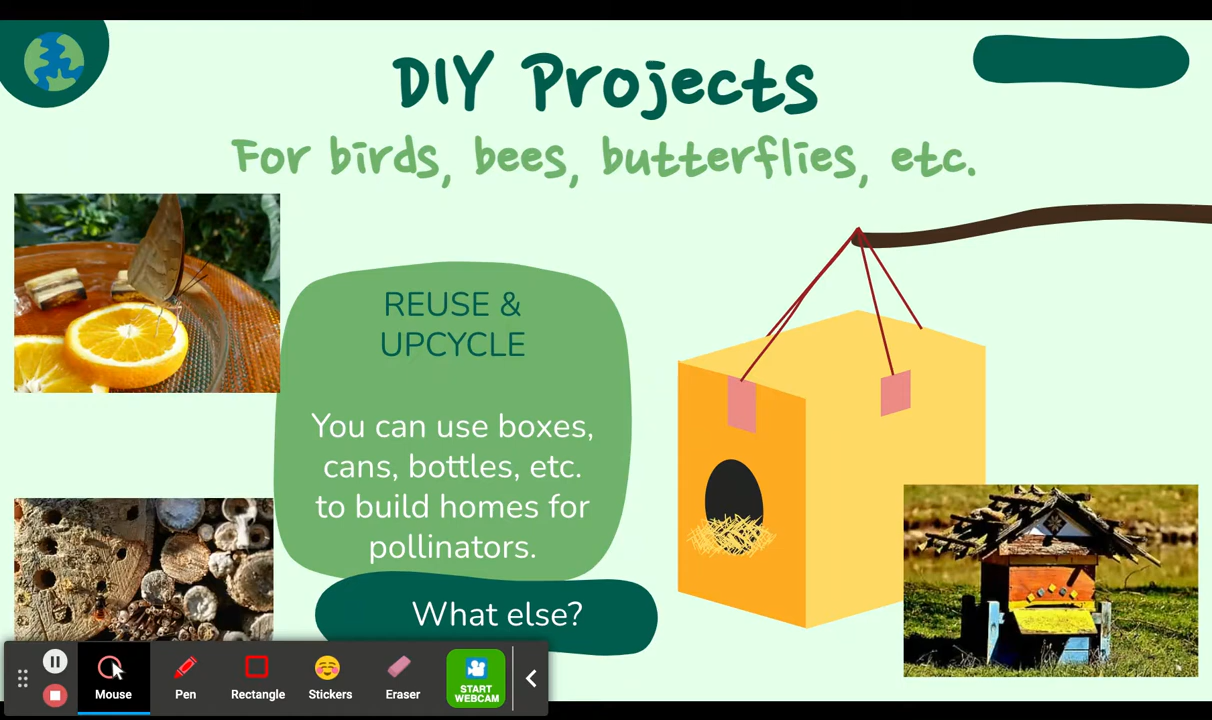 DIY Projects
For birds, bees, butterflies, etc.
REUSE &
UPCYCLE
You can use boxes,
cans, bottles, etc.
to build homes for
pollinators.
What else?
Mouse
Pen
Rectangle
Stickers
Eraser
START
WEBCAM